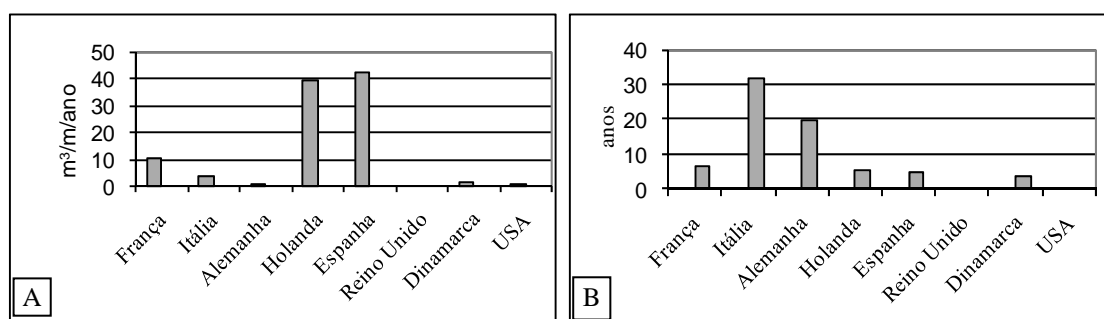 m³/m/ano
50
40
30
20
10
0
França
Itália
Alemanha
Holanda
Espanha
Reino Unido
Dinamarca
USA
A
anos
40
30
20
10
0
França
Itália
Alemanha
Holanda
Espanha
Reino Unido
Dinamarca
USA
B